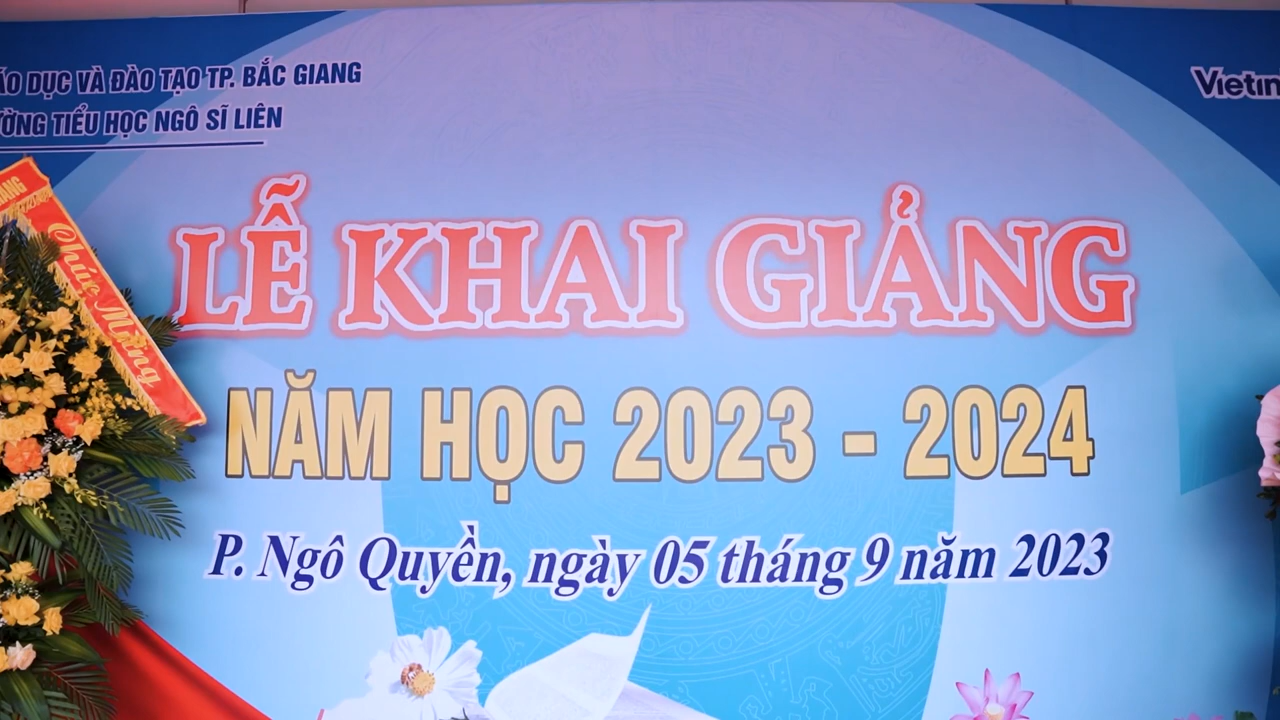 ÁO DỤC VÀ ĐÀO TẠO TP. BẮC GIANG
ỜNG TIỂU HỌC NGÔ SĨ LIÊN
Vietin
LỄ KHAI GIẢNG
NĂM HỌC 2023 - 2024
P. Ngô Quyền, ngày 05 tháng 9 năm 2023
Chúc Mừng